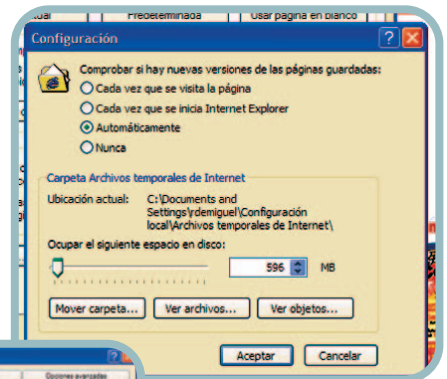 Predeterminada
Usar página en blanco
Configuración
Comprobar si hay nuevas versiones de las páginas guardadas:
Cada vez que se visita la página
Cada vez que se inicia Internet Explorer
Automáticamente
Nunca
Carpeta Archivos temporales de Internet
Ubicación actual: C:\Documents and
Settings\rdemiguel\Configuración
local\Archivos temporales de Internet\
Ocupar el siguiente espacio en disco:
596 MB
Mover carpeta... Ver archivos... Ver objetos...
Aceptar Cancelar
Opciones avanzadas